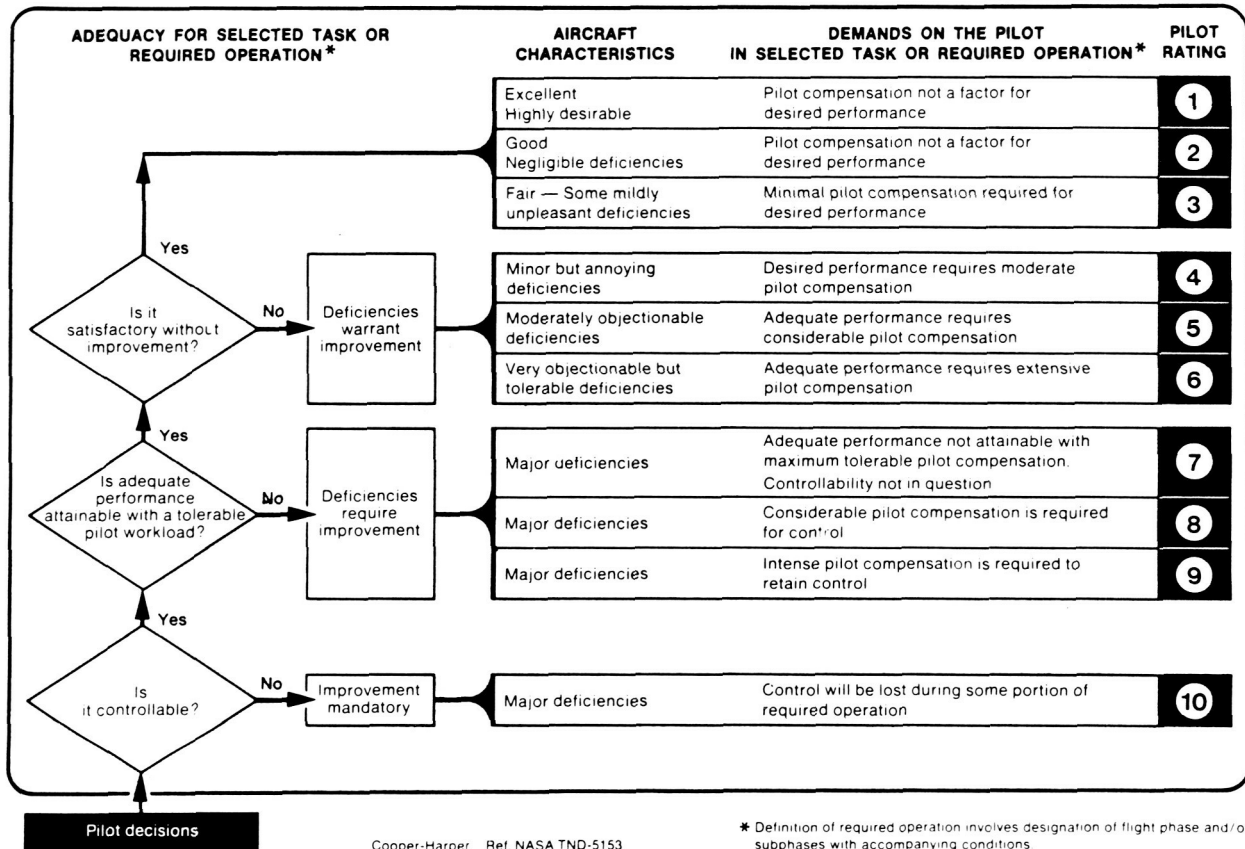 ADEQUACY FOR SELECTED TASK OR
REQUIRED OPERATION*
AIRCRAFT
CHARACTERISTICS
DEMANDS ON THE PILOT
IN SELECTED TASK OR REQUIRED OPERATION*
PILOT
RATING
Excellent
Highly desirable
Pilot compensation not a factor for
desired performance
1
Good
Negligible deficiencies
Pilot compensation not a factor for
desired performance
2
Fair — Some mildly
unpleasant deficiencies
Minimal pilot compensation required for
desired performance
3
Yes
Is it
satisfactory without
improvement?
No
Deficiencies
warrant
improvement
Minor but annoying
deficiencies
Desired performance requires moderate
pilot compensation
4
Moderately objectionable
deficiencies
Adequate performance requires
considerable pilot compensation
5
Very objectionable but
tolerable deficiencies
Adequate performance requires extensive
pilot compensation
6
Yes
Is adequate
performance
attainable with a tolerable
pilot workload?
No
Deficiencies
require
improvement
Major deficiencies
Adequate performance not attainable with
maximum tolerable pilot compensation.
Controllability not in question
7
Major deficiencies
Considerable pilot compensation is required
for control
8
Major deficiencies
Intense pilot compensation is required to
retain control
9
Yes
Is
it controllable?
No
Improvement
mandatory
Major deficiencies
Control will be lost during some portion of
required operation
10
Pilot decisions
Cooper-Harper Ref. NASA TND-5153
* Definition of required operation involves designation of flight phase and/o
subphases with accompanying conditions.